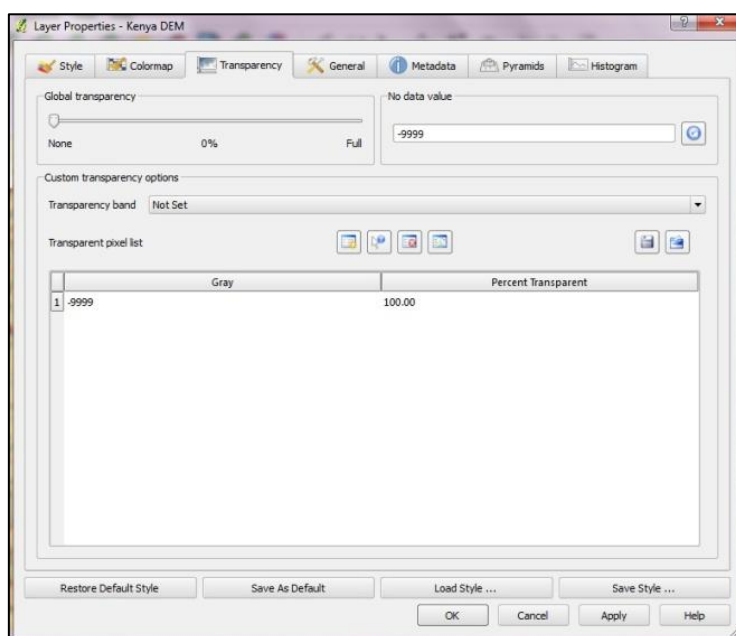 Layer Properties - Kenya DEM
Style Colormap Transparency General Metadata Pyramids Histogram
Global transparency
None 0% Full
No data value
-9999
Custom transparency options
Transparency band Not Set
Transparent pixel list
Gray Percent Transparent
1 -9999 100.00
Restore Default Style Save As Default Load Style ... Save Style ...
OK Cancel Apply Help